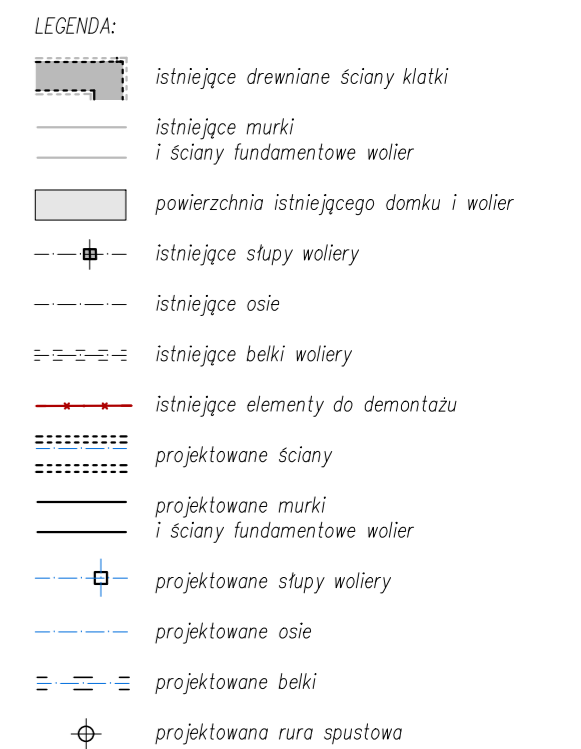 LEGENDA:
istniejące drewniane ściany klatki
istniejące murki
i ściany fundamentowe wolier
powierzchnia istniejącego domku i wolier
istniejące słupy woliery
istniejące osie
istniejące belki woliery
istniejące elementy do demontażu
projektowane ściany
projektowane murki
i ściany fundamentowe wolier
projektowane słupy woliery
projektowane osie
projektowane belki
projektowana rura spustowa